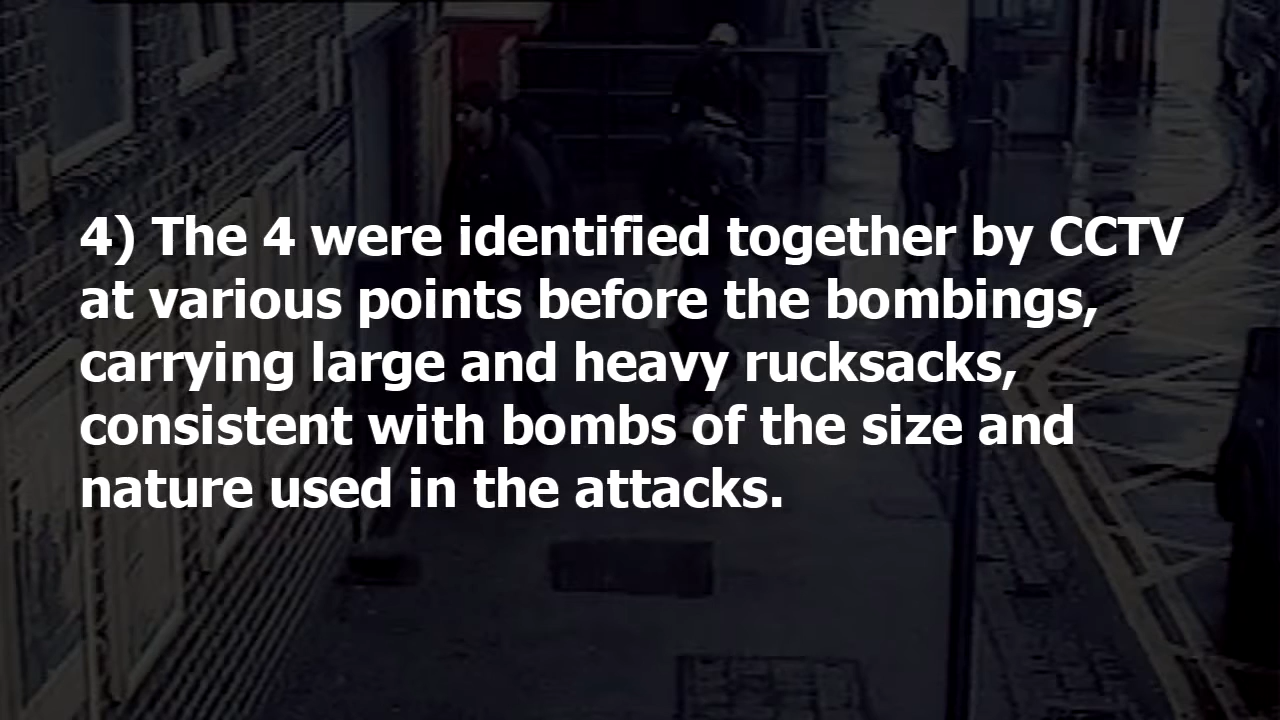 4) The 4 were identified together by CCTV
at various points before the bombings,
carrying large and heavy rucksacks,
consistent with bombs of the size and
nature used in the attacks.